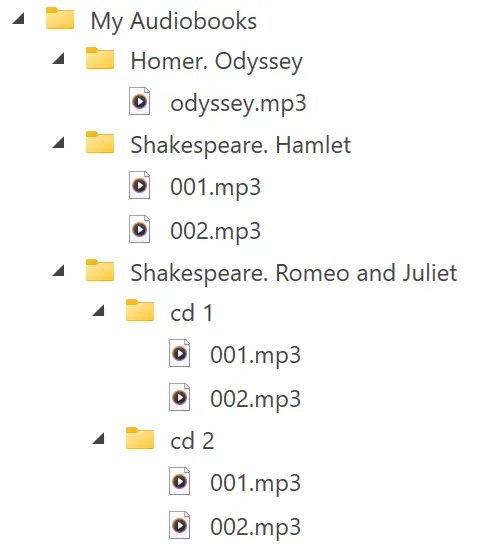 My Audiobooks
Homer. Odyssey
odyssey.mp3
Shakespeare. Hamlet
001.mp3
002.mp3
Shakespeare. Romeo and Juliet
cd 1
001.mp3
002.mp3
cd 2
001.mp3
002.mp3